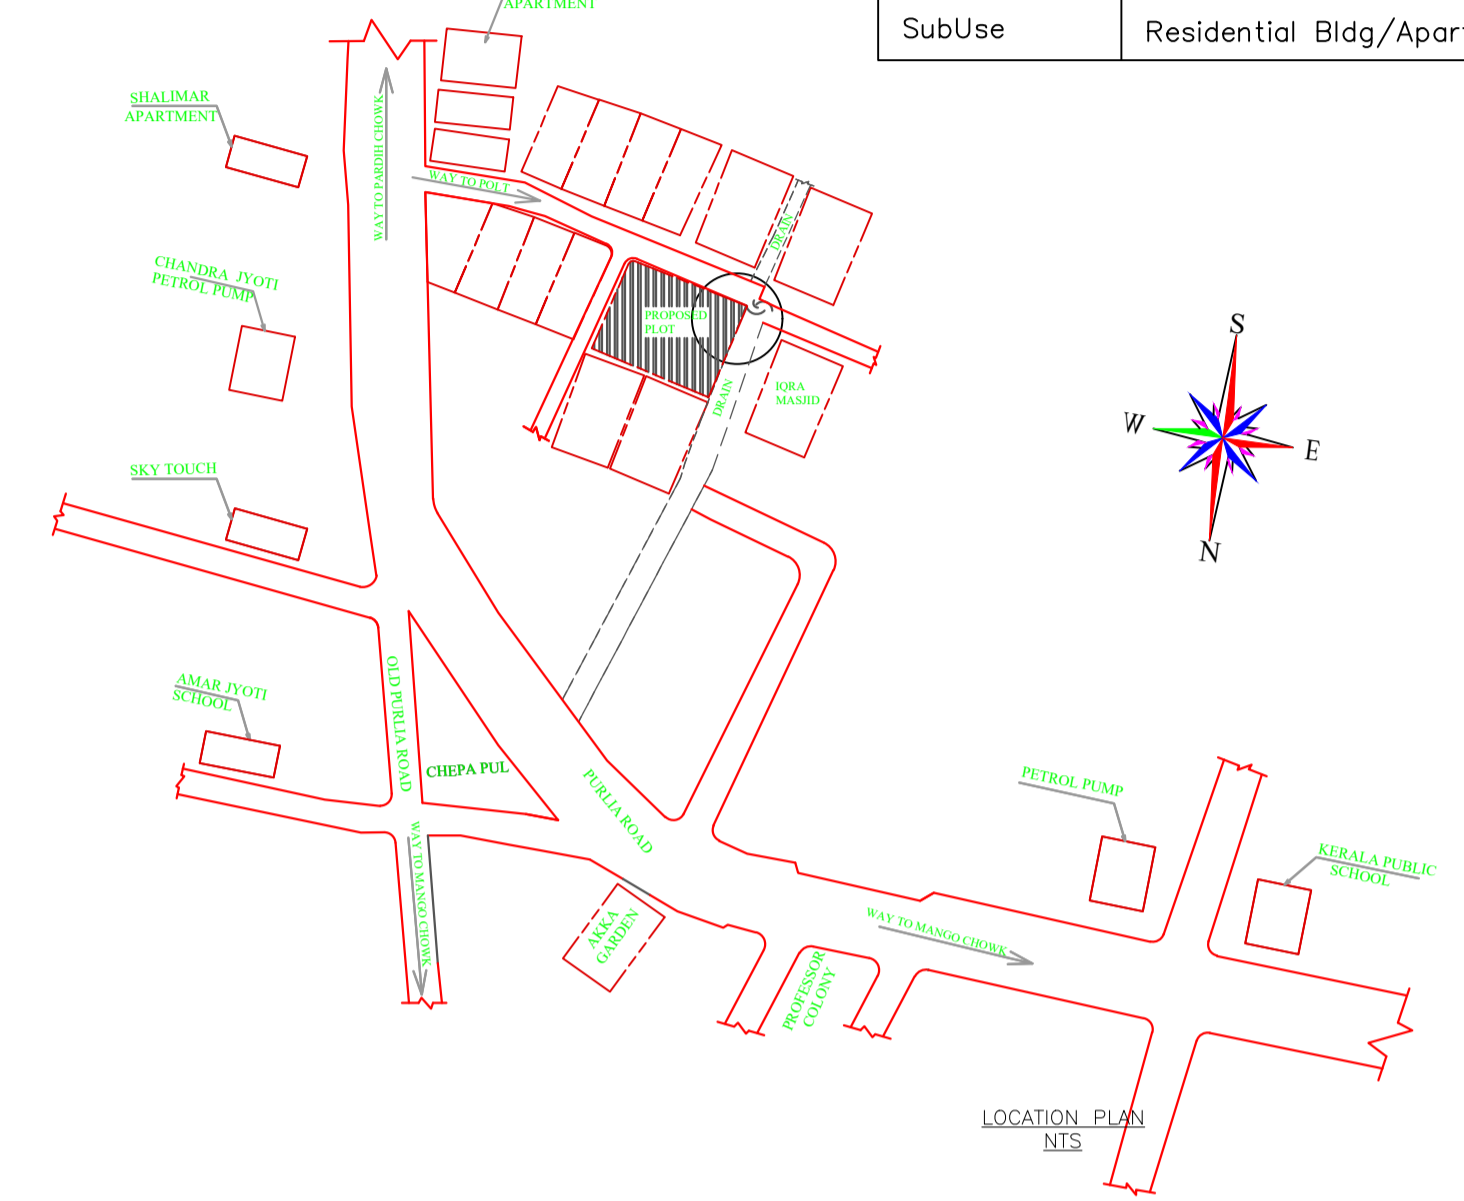 APARTMENT
SubUse
Residential Bldg/Apar
SHALIMAR
APARTMENT
WAY TO PARDIH CHOWK
WAY TO POLT
DRAIN
CHANDRA JYOTI
PETROL PUMP
PROPOSED
PLOT
DRAIN
IQRA
MASJID
S
W
E
N
SKY TOUCH
OLD PURLIA ROAD
AMAR JYOTI
SCHOOL
CHEPA PUL
PURLIA ROAD
WAY TO MANGO CHOWK
PETROL PUMP
KERALA PUBLIC
SCHOOL
AKKA
GARDEN
WAY TO MANGO CHOWK
PROFESSOR
COLONY
LOCATION PLAN
NTS